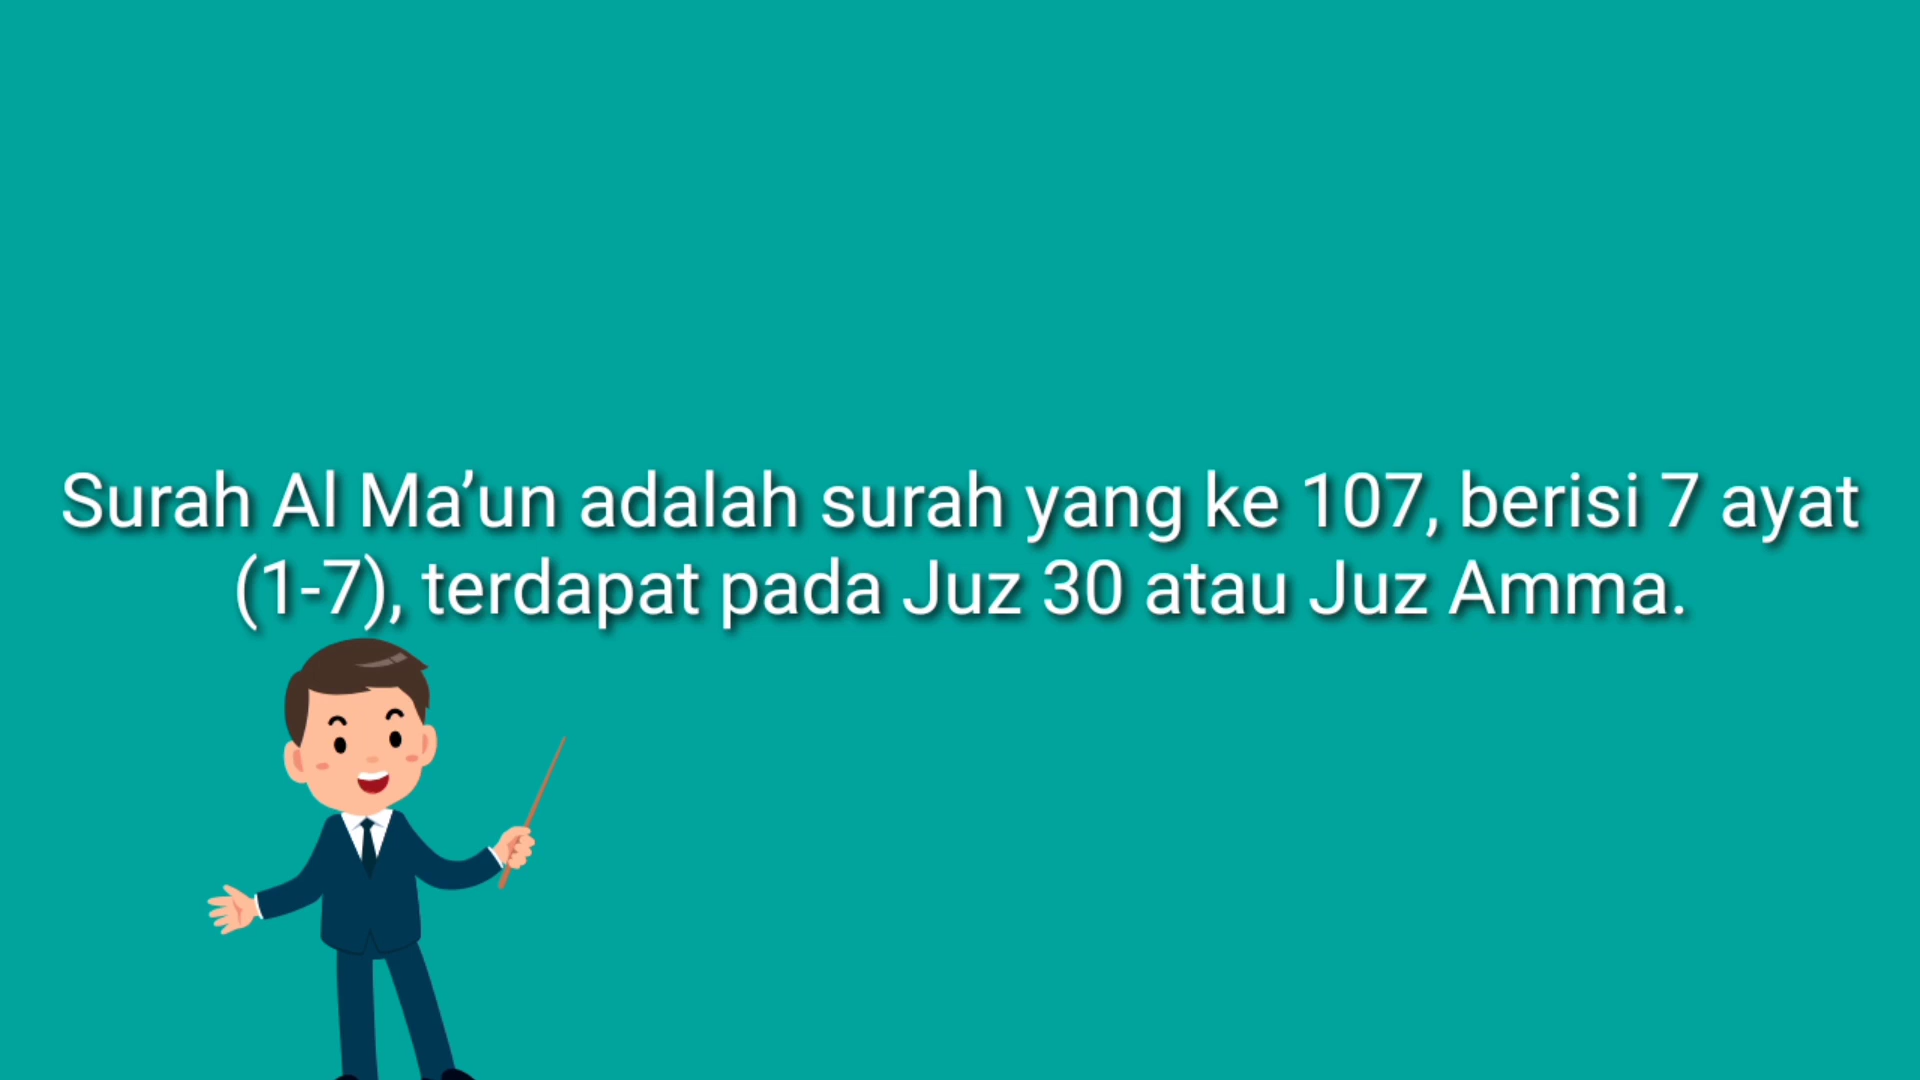 Surah Al Ma’un adalah surah yang ke 107, berisi 7 ayat
(1-7), terdapat pada Juz 30 atau Juz Amma.